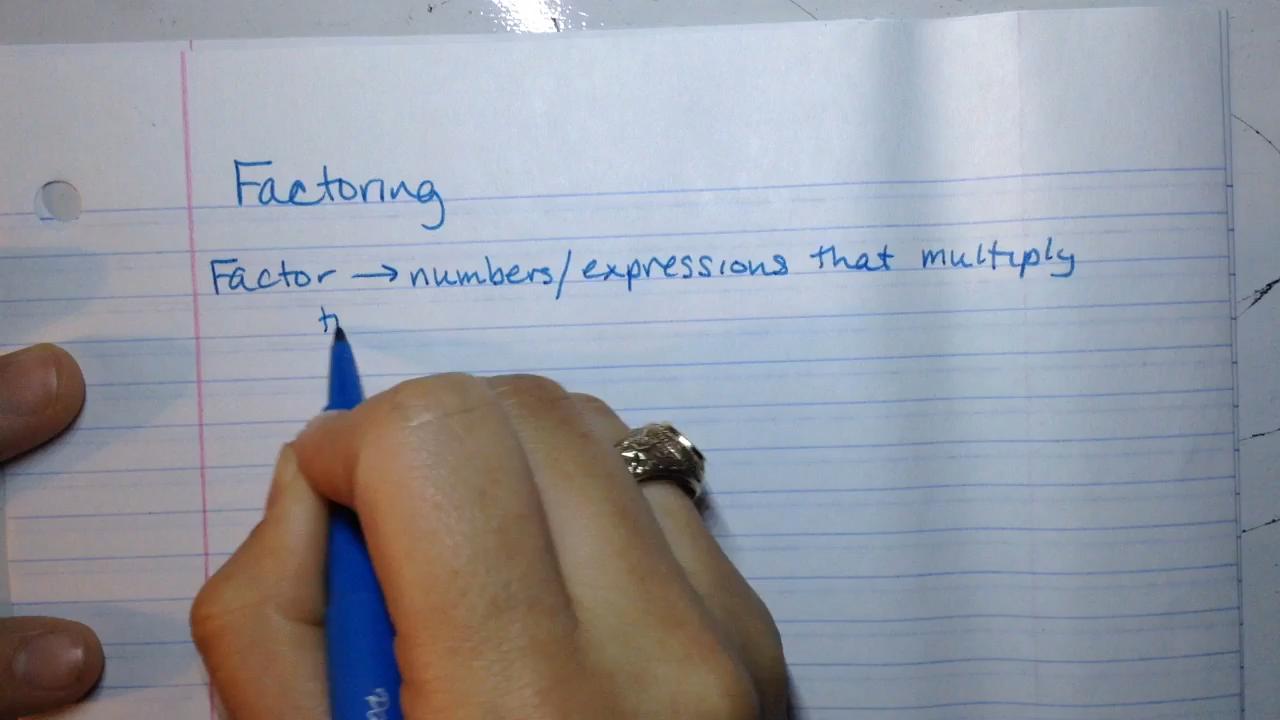 Factoring
Factor → numbers/expressions that multiply